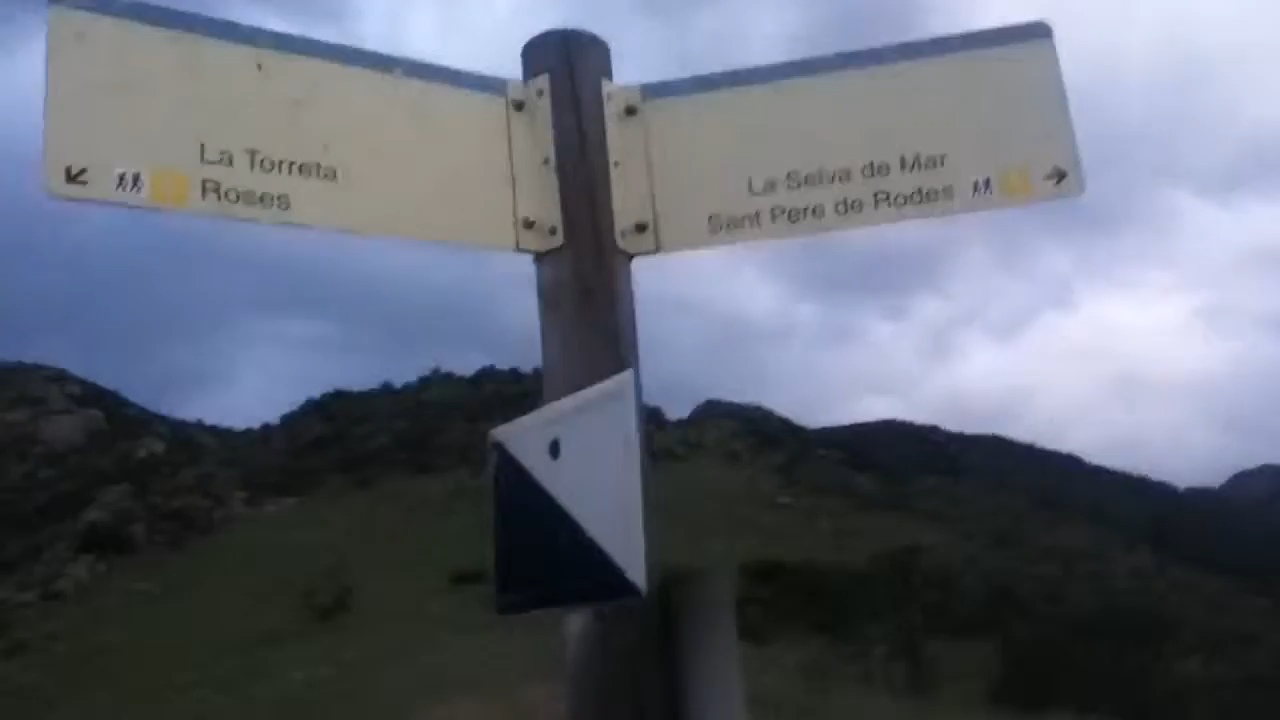 La Torreta
Roses
La Selva de Mar
Sant Pere de Rodes